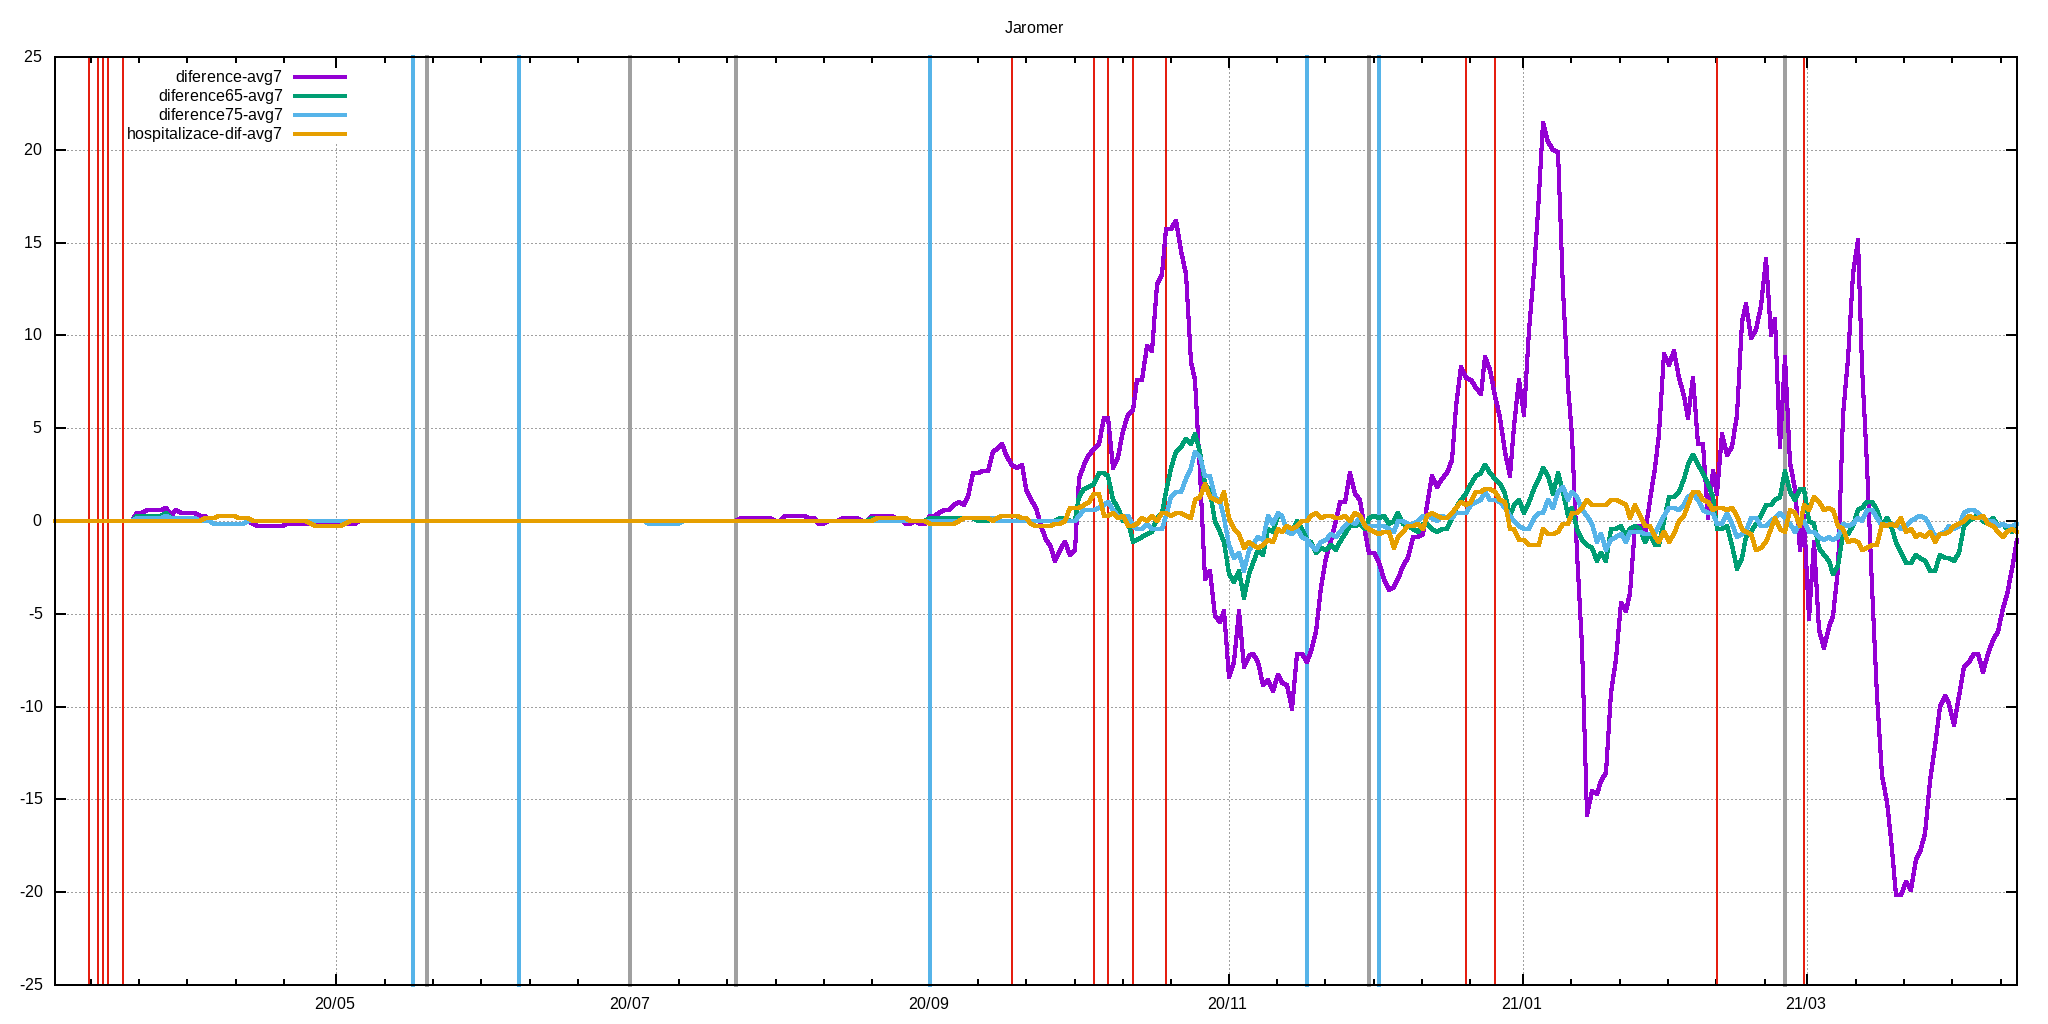 Jaromer
diference-avg7
diference65-avg7
diference75-avg7
hospitalizace-dif-avg7
25
20
15
10
5
0
-5
-10
-15
-20
-25
20/05 20/07 20/09 20/11 21/01 21/03